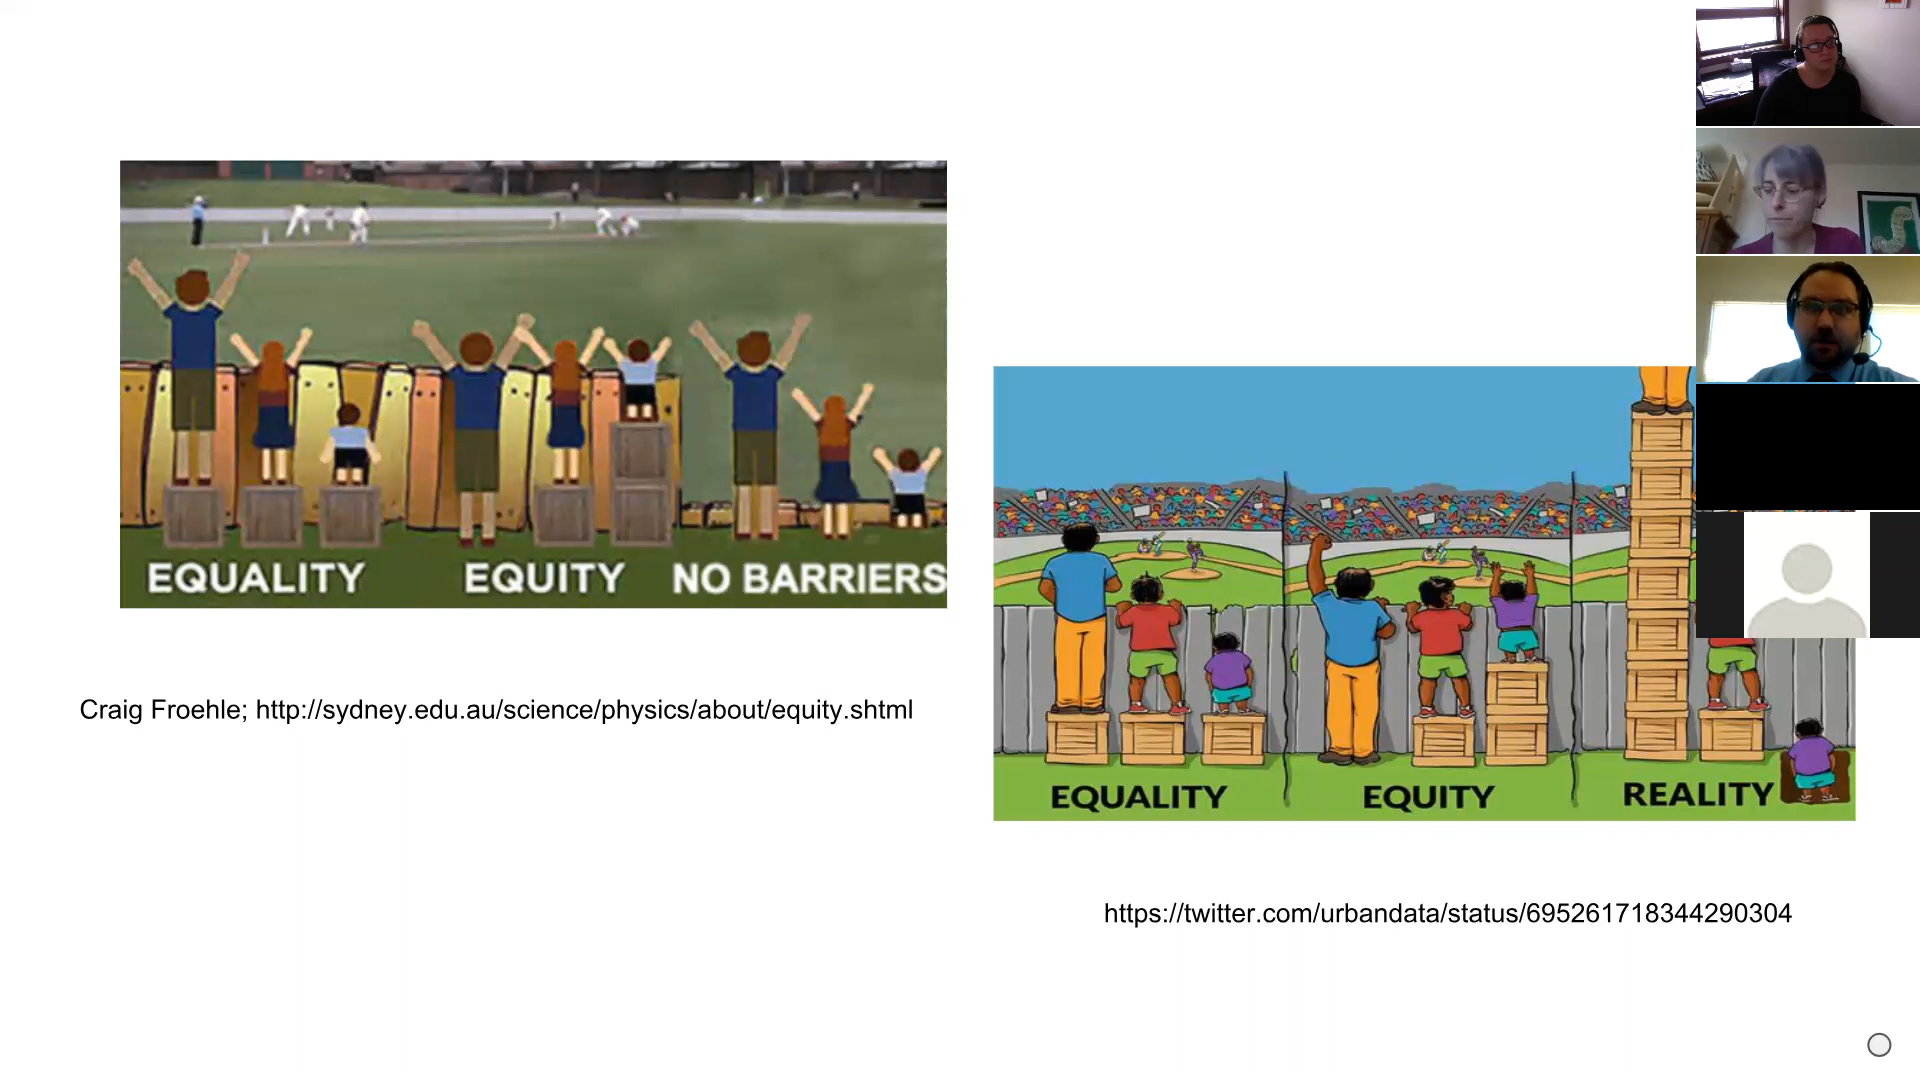 EQUALITY
EQUITY
NO BARRIERS
Craig Froehle; http://sydney.edu.au/science/physics/about/equity.shtml
EQUALITY
EQUITY
REALITY
https://twitter.com/urbandata/status/695261718344290304